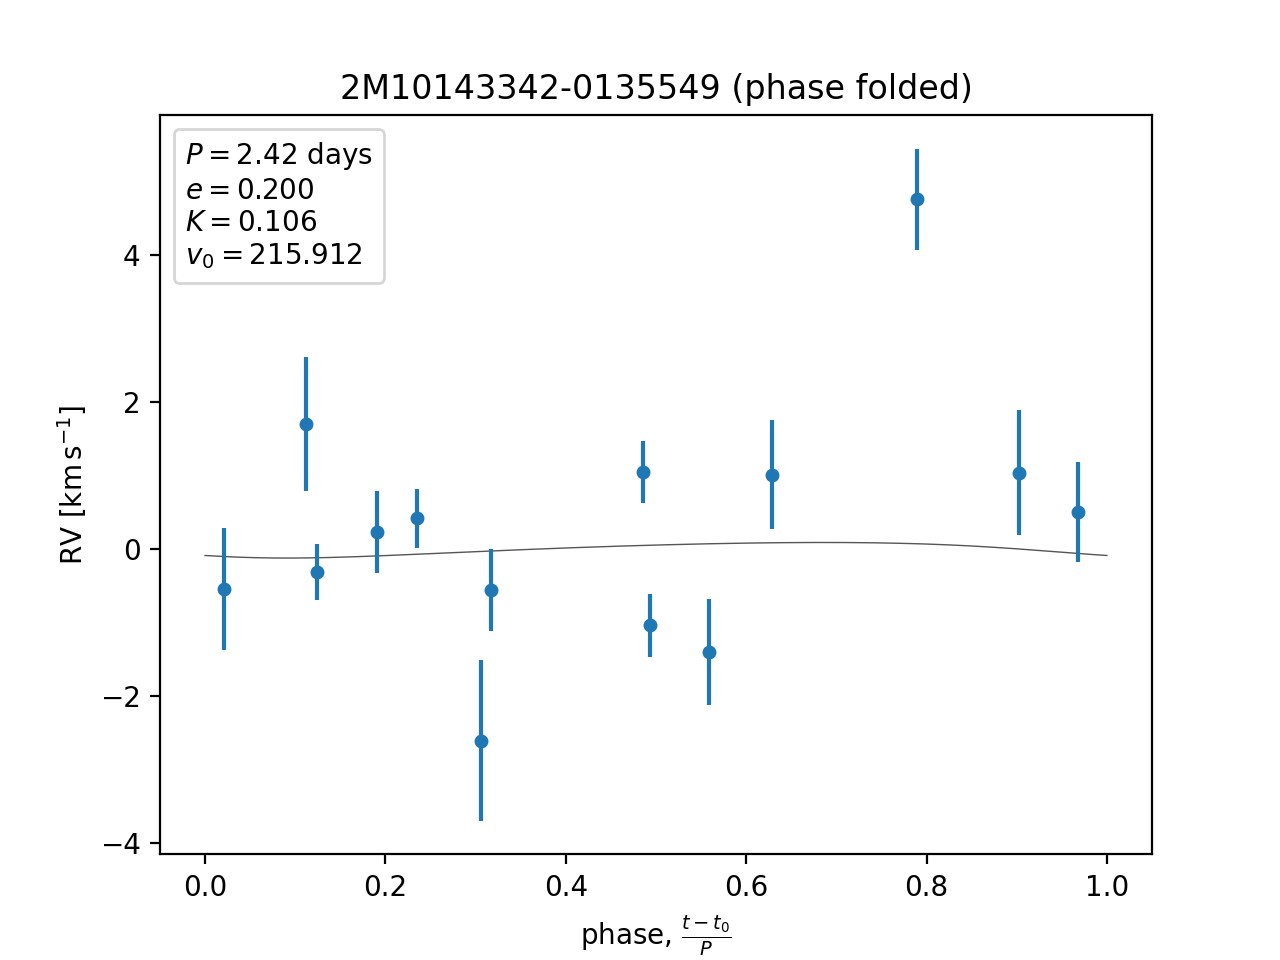 2M10143342-0135549 (phase folded)
P = 2.42 days
e = 0.200
K = 0.106
v₀ = 215.912
RV [km s⁻¹]
4
2
0
−2
−4
0.0 0.2 0.4 0.6 0.8 1.0
phase, (t − t₀)/P